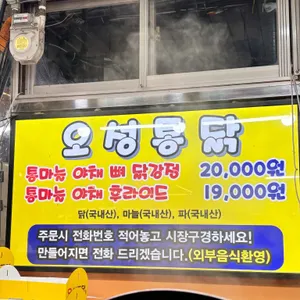 오성통닭
통마늘 야채 뼈 닭강정 20,000원
통마늘 야채 후라이드 19,000원
닭(국내산), 마늘(국내산), 파(국내산)
주문시 전화번호 적어놓고 시장구경하세요!
만들어지면 전화 드리겠습니다.(외부음식환영)